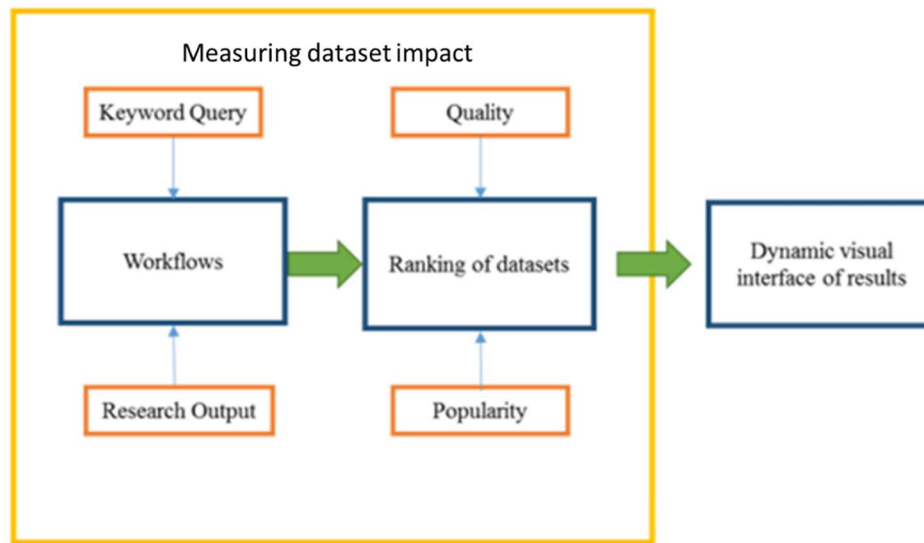 Measuring dataset impact
Keyword Query
Quality
Workflows
Ranking of datasets
Dynamic visual
interface of results
Research Output
Popularity